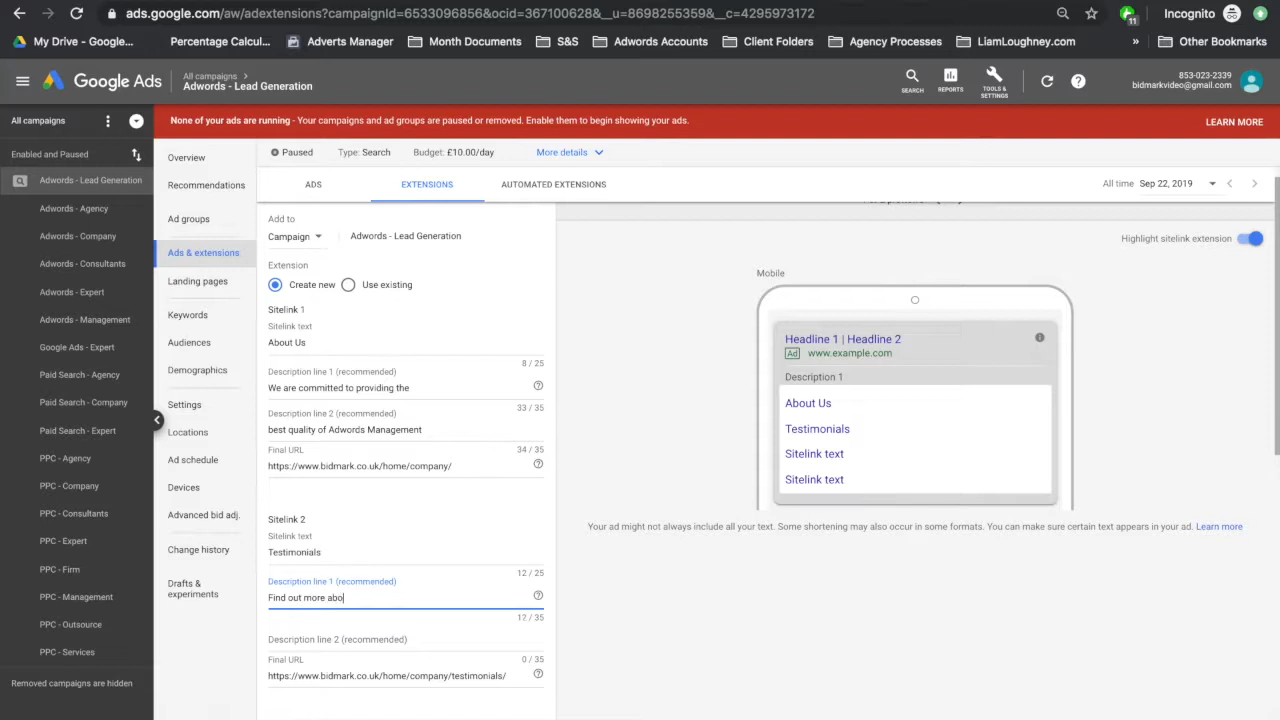 ads.google.com/aw/adextensions?campaignId=6533096856&ocid=367100628&__u=8698255359&__c=4295973172
11
Incognito
My Drive - Google...
Percentage Calcul...
Adverts Manager
Month Documents
S&S
Adwords Accounts
Client Folders
Agency Processes
LiamLoughney.com
»
Other Bookmarks
Google Ads
All campaigns >
Adwords - Lead Generation
SEARCH
REPORTS
TOOLS &
SETTINGS
853-023-2339
bidmarkvideo@gmail.com
All campaigns
None of your ads are running - Your campaigns and ad groups are paused or removed. Enable them to begin showing your ads.
LEARN MORE
Enabled and Paused
Adwords - Lead Generation
Adwords - Agency
Adwords - Company
Adwords - Consultants
Adwords - Expert
Adwords - Management
Google Ads - Expert
Paid Search - Agency
Paid Search - Company
Paid Search - Expert
PPC - Agency
PPC - Company
PPC - Consultants
PPC - Expert
PPC - Firm
PPC - Management
PPC - Outsource
PPC - Services
Removed campaigns are hidden
Overview
Recommendations
Ad groups
Ads & extensions
Landing pages
Keywords
Audiences
Demographics
Settings
Locations
Ad schedule
Devices
Advanced bid adj.
Change history
Drafts &
experiments
Paused
Type: Search
Budget: £10.00/day
More details
ADS
EXTENSIONS
AUTOMATED EXTENSIONS
All time
Sep 22, 2019
Add to
Campaign
Adwords - Lead Generation
Extension
Create new
Use existing
Sitelink 1
Sitelink text
About Us
8 / 25
Description line 1 (recommended)
We are committed to providing the
33 / 35
Description line 2 (recommended)
best quality of Adwords Management
34 / 35
Final URL
https://www.bidmark.co.uk/home/company/
Sitelink 2
Sitelink text
Testimonials
12 / 25
Description line 1 (recommended)
Find out more abo
17 / 35
Description line 2 (recommended)
0 / 35
Final URL
https://www.bidmark.co.uk/home/company/testimonials/
Highlight sitelink extension
Mobile
Headline 1 | Headline 2
Ad www.example.com
Description 1
About Us
Testimonials
Sitelink text
Sitelink text
Your ad might not always include all your text. Some shortening may also occur in some formats. You can make sure certain text appears in your ad. Learn more